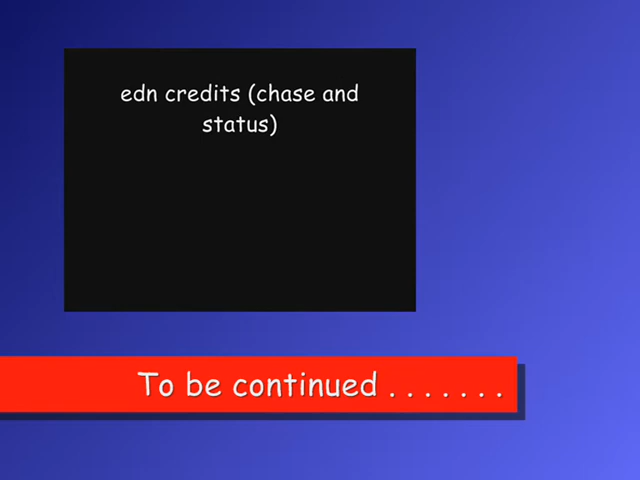 edn credits (chase and
status)
To be continued . . . . . . .